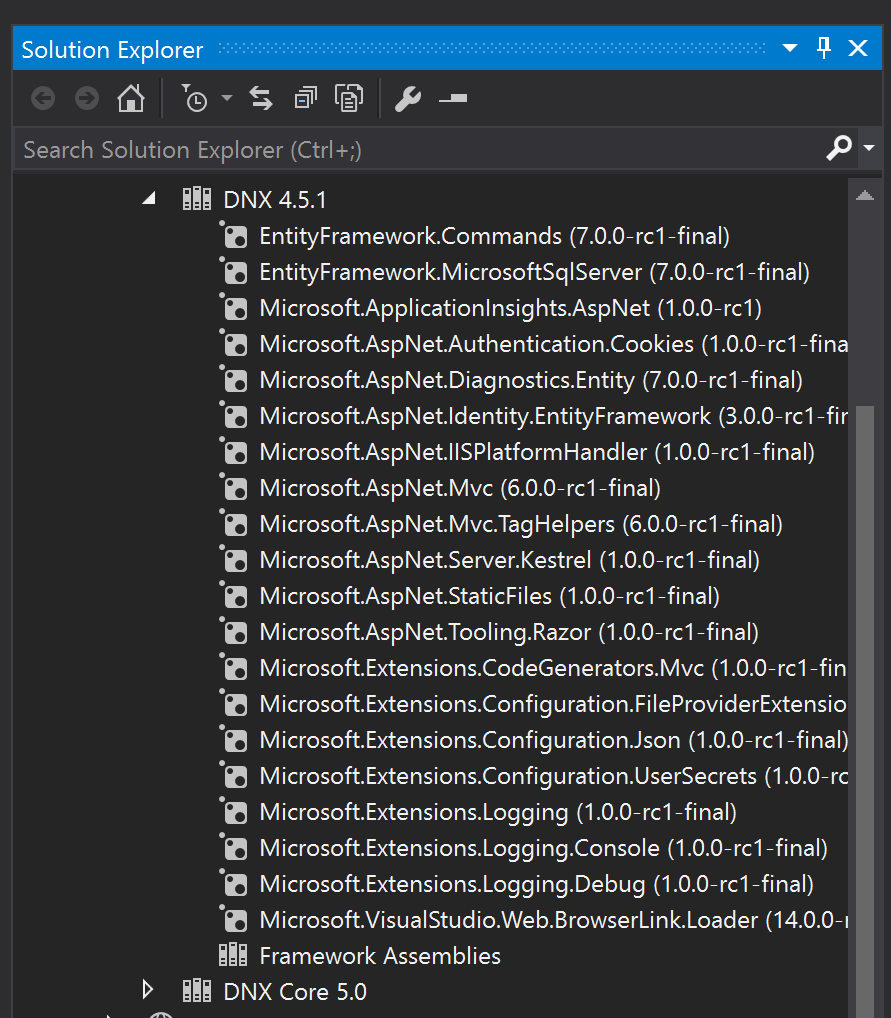 Solution Explorer
Search Solution Explorer (Ctrl+;)
DNX 4.5.1
EntityFramework.Commands (7.0.0-rc1-final)
EntityFramework.MicrosoftSqlServer (7.0.0-rc1-final)
Microsoft.ApplicationInsights.AspNet (1.0.0-rc1)
Microsoft.AspNet.Authentication.Cookies (1.0.0-rc1-fina
Microsoft.AspNet.Diagnostics.Entity (7.0.0-rc1-final)
Microsoft.AspNet.Identity.EntityFramework (3.0.0-rc1-fin
Microsoft.AspNet.IISPlatformHandler (1.0.0-rc1-final)
Microsoft.AspNet.Mvc (6.0.0-rc1-final)
Microsoft.AspNet.Mvc.TagHelpers (6.0.0-rc1-final)
Microsoft.AspNet.Server.Kestrel (1.0.0-rc1-final)
Microsoft.AspNet.StaticFiles (1.0.0-rc1-final)
Microsoft.AspNet.Tooling.Razor (1.0.0-rc1-final)
Microsoft.Extensions.CodeGenerators.Mvc (1.0.0-rc1-fin
Microsoft.Extensions.Configuration.FileProviderExtensio
Microsoft.Extensions.Configuration.Json (1.0.0-rc1-final)
Microsoft.Extensions.Configuration.UserSecrets (1.0.0-rc
Microsoft.Extensions.Logging (1.0.0-rc1-final)
Microsoft.Extensions.Logging.Console (1.0.0-rc1-final)
Microsoft.Extensions.Logging.Debug (1.0.0-rc1-final)
Microsoft.VisualStudio.Web.BrowserLink.Loader (14.0.0-r
Framework Assemblies
DNX Core 5.0